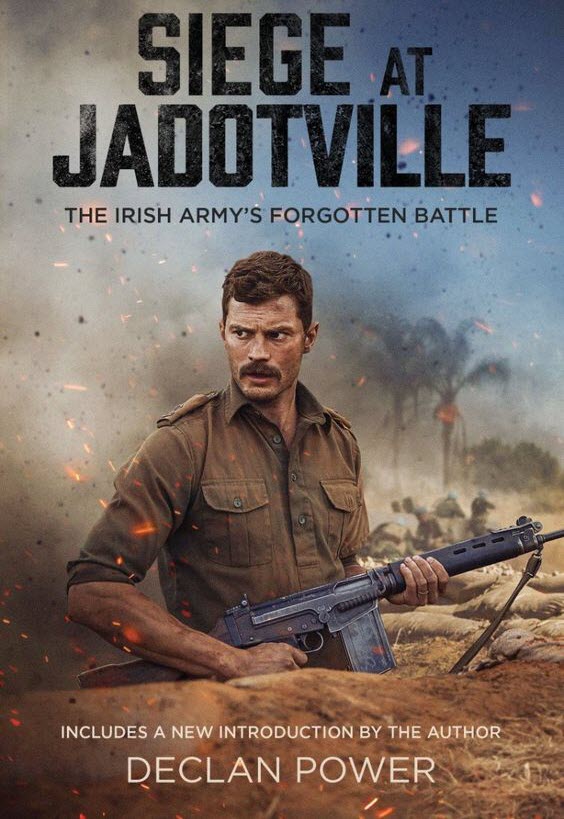 SIEGE AT
JADOTVILLE
THE IRISH ARMY'S FORGOTTEN BATTLE
INCLUDES A NEW INTRODUCTION BY THE AUTHOR
DECLAN POWER